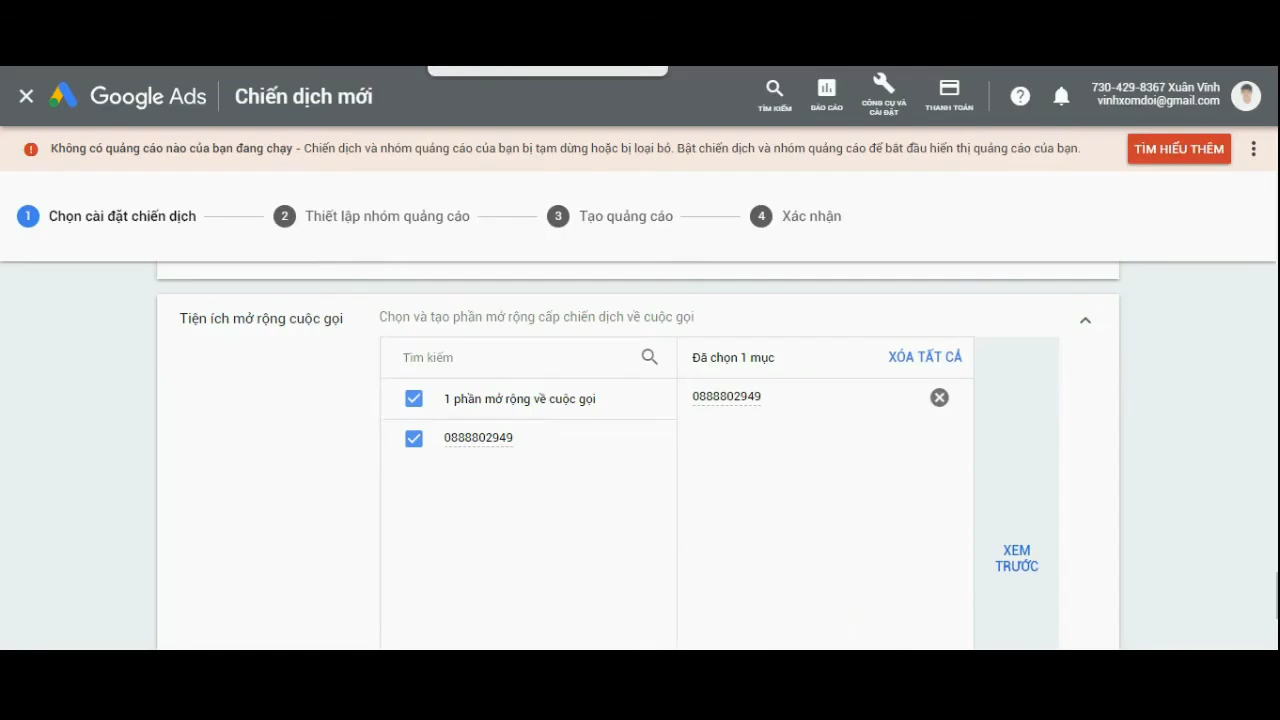 Google Ads
Chiến dịch mới
TÌM KIẾM
BÁO CÁO
CÔNG CỤ VÀ
CÀI ĐẶT
THANH TOÁN
730-429-8367 Xuân Vĩnh
vinhxomdoi@gmail.com
Không có quảng cáo nào của bạn đang chạy - Chiến dịch và nhóm quảng cáo của bạn bị tạm dừng hoặc bị loại bỏ. Bật chiến dịch và nhóm quảng cáo để bắt đầu hiển thị quảng cáo của bạn.
TÌM HIỂU THÊM
1 Chọn cài đặt chiến dịch
2 Thiết lập nhóm quảng cáo
3 Tạo quảng cáo
4 Xác nhận
Tiện ích mở rộng cuộc gọi
Chọn và tạo phần mở rộng cấp chiến dịch về cuộc gọi
Tìm kiếm
Đã chọn 1 mục
XÓA TẤT CẢ
1 phần mở rộng về cuộc gọi
0888802949
0888802949
XEM
TRƯỚC